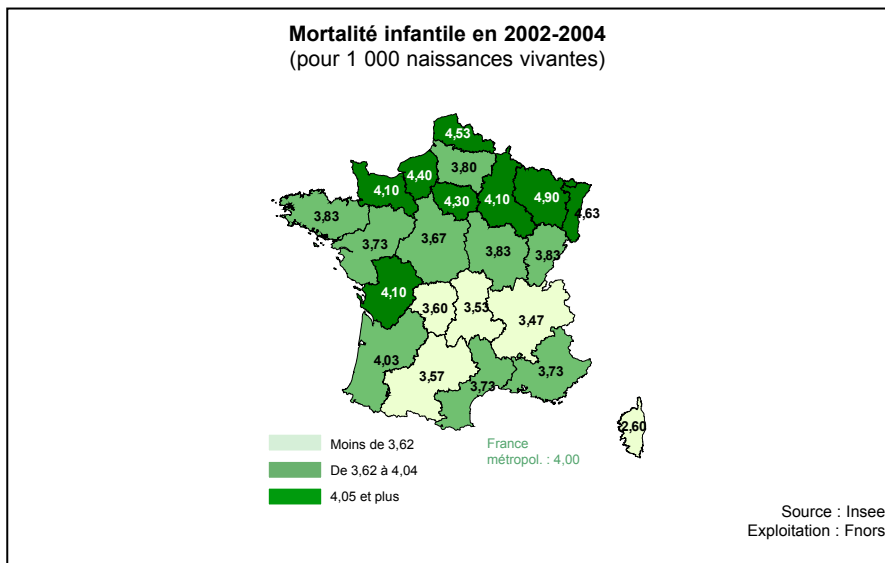 Mortalité infantile en 2002-2004
(pour 1 000 naissances vivantes)
4,53
3,80
4,40
4,10
4,30
4,10
4,90
4,63
3,83
3,73
3,67
3,83
3,83
4,10
3,60
3,53
3,47
4,03
3,57
3,73
3,73
2,60
Moins de 3,62
De 3,62 à 4,04
4,05 et plus
France
métropol. : 4,00
Source : Insee
Exploitation : Fnors